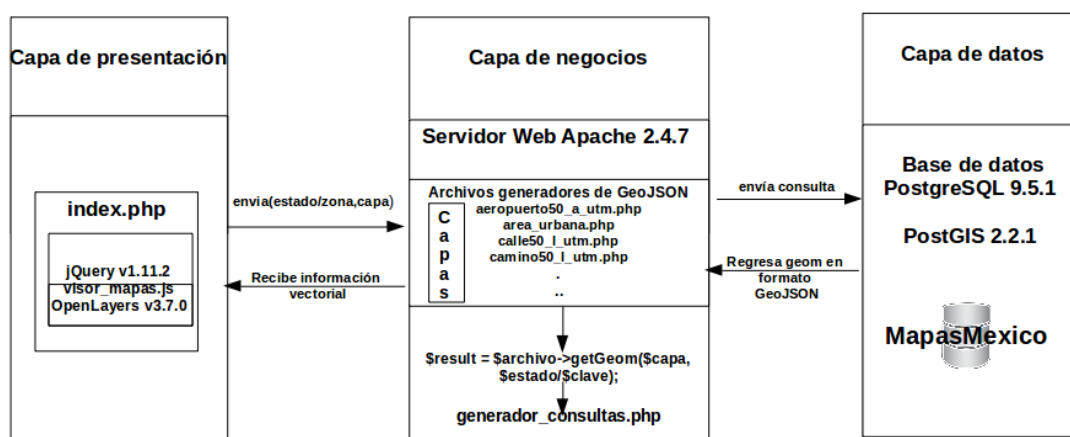 Capa de presentación
index.php
jQuery v1.11.2
visor_mapas.js
OpenLayers v3.7.0
envia(estado/zona,capa)
Recibe información
vectorial
Capa de negocios
Servidor Web Apache 2.4.7
Archivos generadores de GeoJSON
Capas
aeropuerto50_a_utm.php
area_urbana.php
calle50_l_utm.php
camino50_l_utm.php
.
..
$result = $archivo->getGeom($capa,
$estado/$clave);
generador_consultas.php
envía consulta
Regresa geom en
formato
GeoJSON
Capa de datos
Base de datos
PostgreSQL 9.5.1
PostGIS 2.2.1
MapasMexico